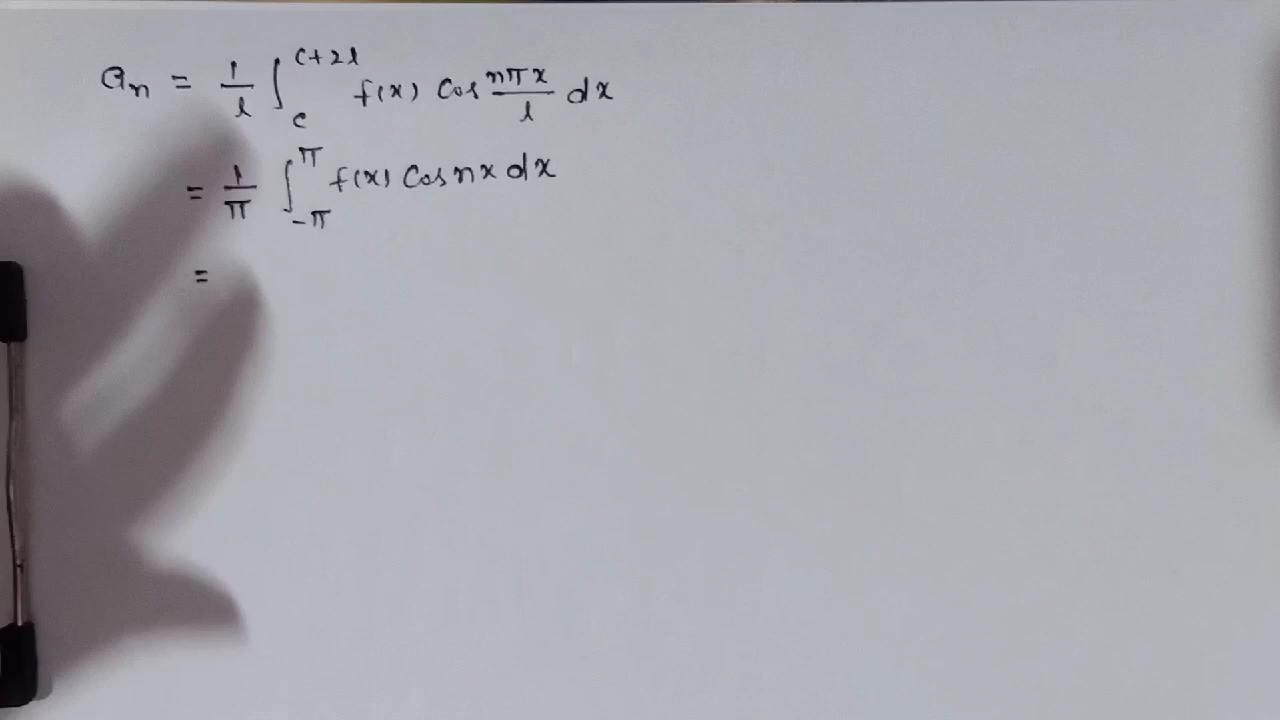 an = 1/l ∫_c^{c+2l} f(x) cos nπx/l dx
= 1/π ∫_{-π}^{π} f(x) cos nx dx
=